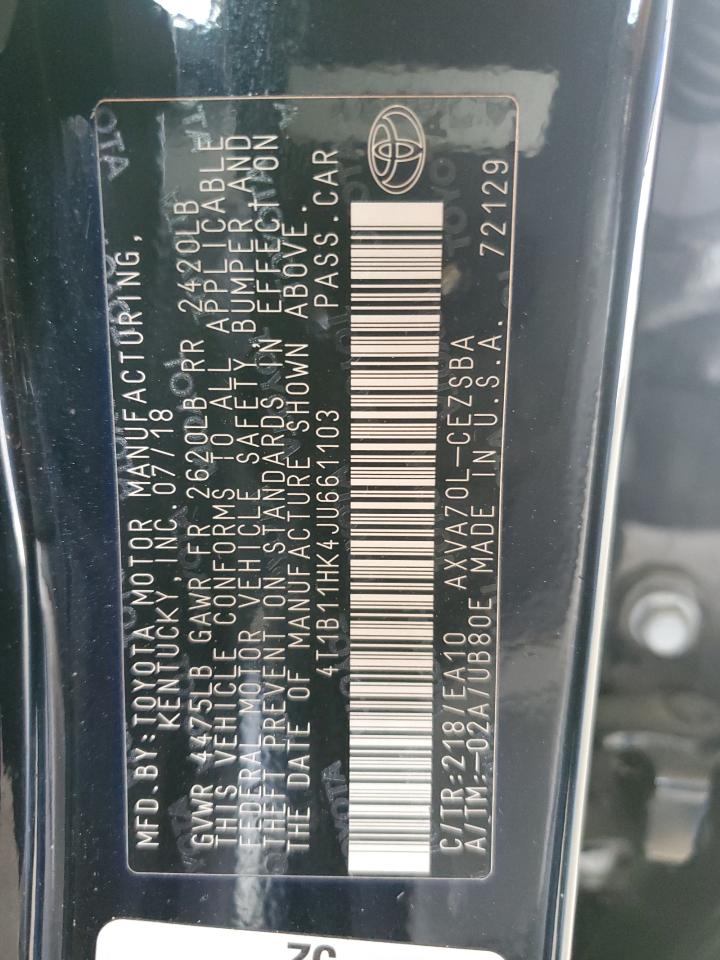 MFD.BY:TOYOTA MOTOR MANUFACTURING,
KENTUCKY,INC. 07/18
GVWR 4475LB GAWR FR 2620LB RR 2420LB
THIS VEHICLE CONFORMS TO ALL APPLICABLE
FEDERAL MOTOR VEHICLE SAFETY,BUMPER,AND
THEFT PREVENTION STANDARDS IN EFFECT ON
THE DATE OF MANUFACTURE SHOWN ABOVE.
4T1B11HK4JU661103 PASS.CAR
C/TR:218/EA10 AXVA70L-CEZSBA
A/TM:-02A/UB80E MADE IN U.S.A. 72129